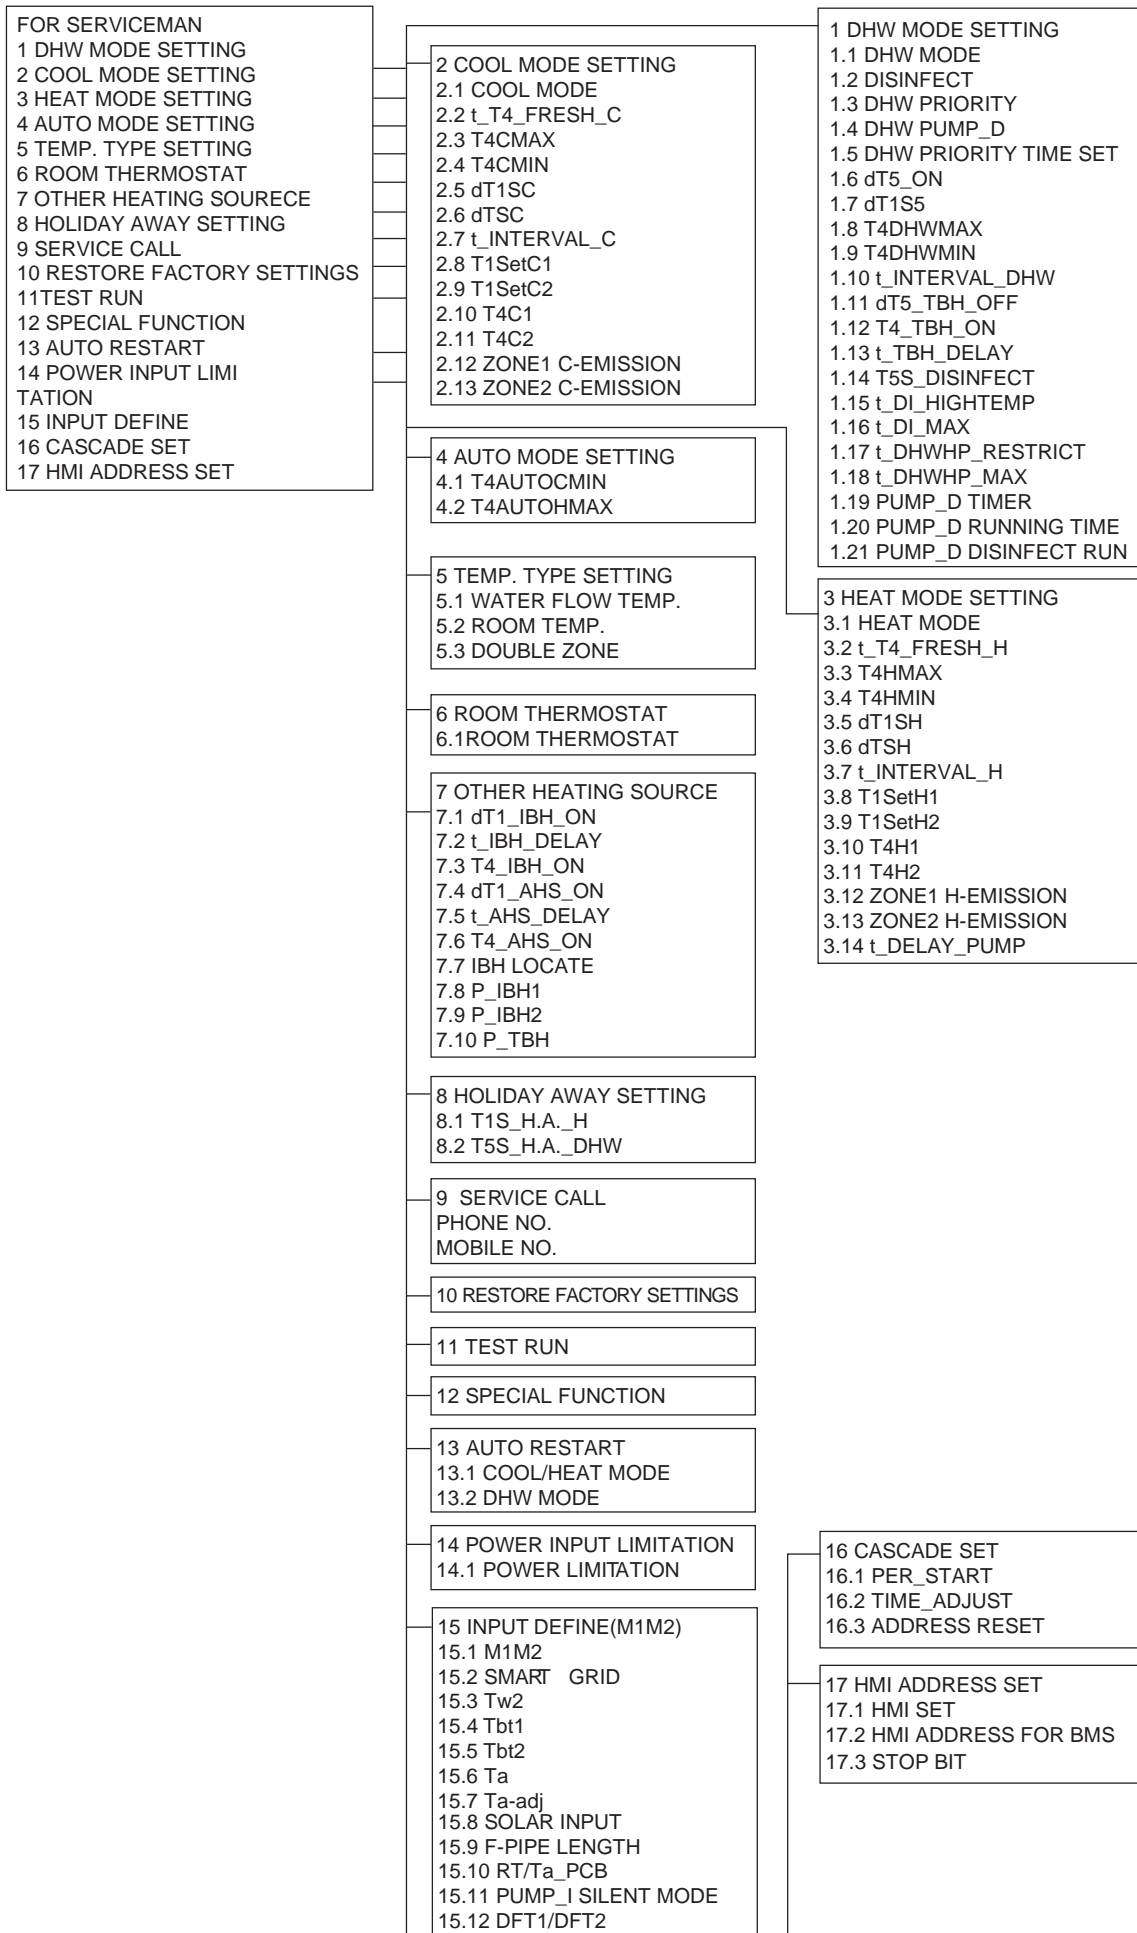 FOR SERVICEMAN
1 DHW MODE SETTING
2 COOL MODE SETTING
3 HEAT MODE SETTING
4 AUTO MODE SETTING
5 TEMP. TYPE SETTING
6 ROOM THERMOSTAT
7 OTHER HEATING SOURECE
8 HOLIDAY AWAY SETTING
9 SERVICE CALL
10 RESTORE FACTORY SETTINGS
11TEST RUN
12 SPECIAL FUNCTION
13 AUTO RESTART
14 POWER INPUT LIMI
TATION
15 INPUT DEFINE
16 CASCADE SET
17 HMI ADDRESS SET
2 COOL MODE SETTING
2.1 COOL MODE
2.2 t_T4_FRESH_C
2.3 T4CMAX
2.4 T4CMIN
2.5 dT1SC
2.6 dTSC
2.7 t_INTERVAL_C
2.8 T1SetC1
2.9 T1SetC2
2.10 T4C1
2.11 T4C2
2.12 ZONE1 C-EMISSION
2.13 ZONE2 C-EMISSION
4 AUTO MODE SETTING
4.1 T4AUTOCMIN
4.2 T4AUTOHMAX
5 TEMP. TYPE SETTING
5.1 WATER FLOW TEMP.
5.2 ROOM TEMP.
5.3 DOUBLE ZONE
6 ROOM THERMOSTAT
6.1ROOM THERMOSTAT
7 OTHER HEATING SOURCE
7.1 dT1_IBH_ON
7.2 t_IBH_DELAY
7.3 T4_IBH_ON
7.4 dT1_AHS_ON
7.5 t_AHS_DELAY
7.6 T4_AHS_ON
7.7 IBH LOCATE
7.8 P_IBH1
7.9 P_IBH2
7.10 P_TBH
8 HOLIDAY AWAY SETTING
8.1 T1S_H.A._H
8.2 T5S_H.A._DHW
9 SERVICE CALL
PHONE NO.
MOBILE NO.
10 RESTORE FACTORY SETTINGS
11 TEST RUN
12 SPECIAL FUNCTION
13 AUTO RESTART
13.1 COOL/HEAT MODE
13.2 DHW MODE
14 POWER INPUT LIMITATION
14.1 POWER LIMITATION
15 INPUT DEFINE(M1M2)
15.1 M1M2
15.2 SMART GRID
15.3 Tw2
15.4 Tbt1
15.5 Tbt2
15.6 Ta
15.7 Ta-adj
15.8 SOLAR INPUT
15.9 F-PIPE LENGTH
15.10 RT/Ta_PCB
15.11 PUMP_I SILENT MODE
15.12 DFT1/DFT2
1 DHW MODE SETTING
1.1 DHW MODE
1.2 DISINFECT
1.3 DHW PRIORITY
1.4 DHW PUMP_D
1.5 DHW PRIORITY TIME SET
1.6 dT5_ON
1.7 dT1S5
1.8 T4DHWMAX
1.9 T4DHWMIN
1.10 t_INTERVAL_DHW
1.11 dT5_TBH_OFF
1.12 T4_TBH_ON
1.13 t_TBH_DELAY
1.14 T5S_DISINFECT
1.15 t_DI_HIGHTEMP
1.16 t_DI_MAX
1.17 t_DHWHP_RESTRICT
1.18 t_DHWHP_MAX
1.19 PUMP_D TIMER
1.20 PUMP_D RUNNING TIME
1.21 PUMP_D DISINFECT RUN
3 HEAT MODE SETTING
3.1 HEAT MODE
3.2 t_T4_FRESH_H
3.3 T4HMAX
3.4 T4HMIN
3.5 dT1SH
3.6 dTSH
3.7 t_INTERVAL_H
3.8 T1SetH1
3.9 T1SetH2
3.10 T4H1
3.11 T4H2
3.12 ZONE1 H-EMISSION
3.13 ZONE2 H-EMISSION
3.14 t_DELAY_PUMP
16 CASCADE SET
16.1 PER_START
16.2 TIME_ADJUST
16.3 ADDRESS RESET
17 HMI ADDRESS SET
17.1 HMI SET
17.2 HMI ADDRESS FOR BMS
17.3 STOP BIT